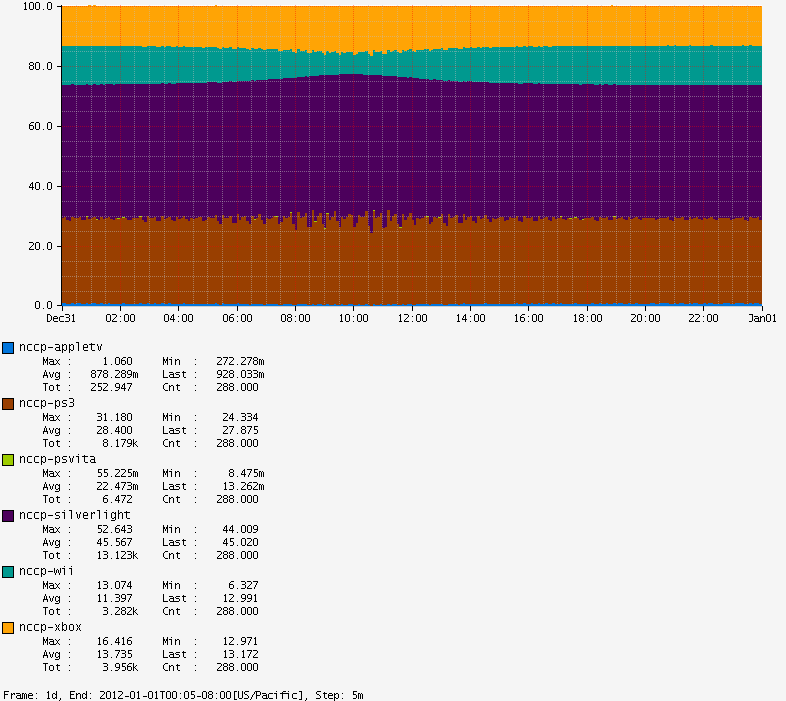 100.0
80.0
60.0
40.0
20.0
0.0
Dec31 02:00 04:00 06:00 08:00 10:00 12:00 14:00 16:00 18:00 20:00 22:00 Jan01
nccp-appletv
Max : 1.060 Min : 272.278m
Avg : 878.289m Last : 928.033m
Tot : 252.947 Cnt : 288.000
nccp-ps3
Max : 31.180 Min : 24.334
Avg : 28.400 Last : 27.875
Tot : 8.179k Cnt : 288.000
nccp-psvita
Max : 55.225m Min : 8.475m
Avg : 22.473m Last : 13.262m
Tot : 6.472 Cnt : 288.000
nccp-silverlight
Max : 52.643 Min : 44.009
Avg : 45.567 Last : 45.020
Tot : 13.123k Cnt : 288.000
nccp-wii
Max : 13.074 Min : 6.327
Avg : 11.397 Last : 12.991
Tot : 3.282k Cnt : 288.000
nccp-xbox
Max : 16.416 Min : 12.971
Avg : 13.735 Last : 13.172
Tot : 3.956k Cnt : 288.000
Frame: 1d, End: 2012-01-01T00:05-08:00[US/Pacific], Step: 5m